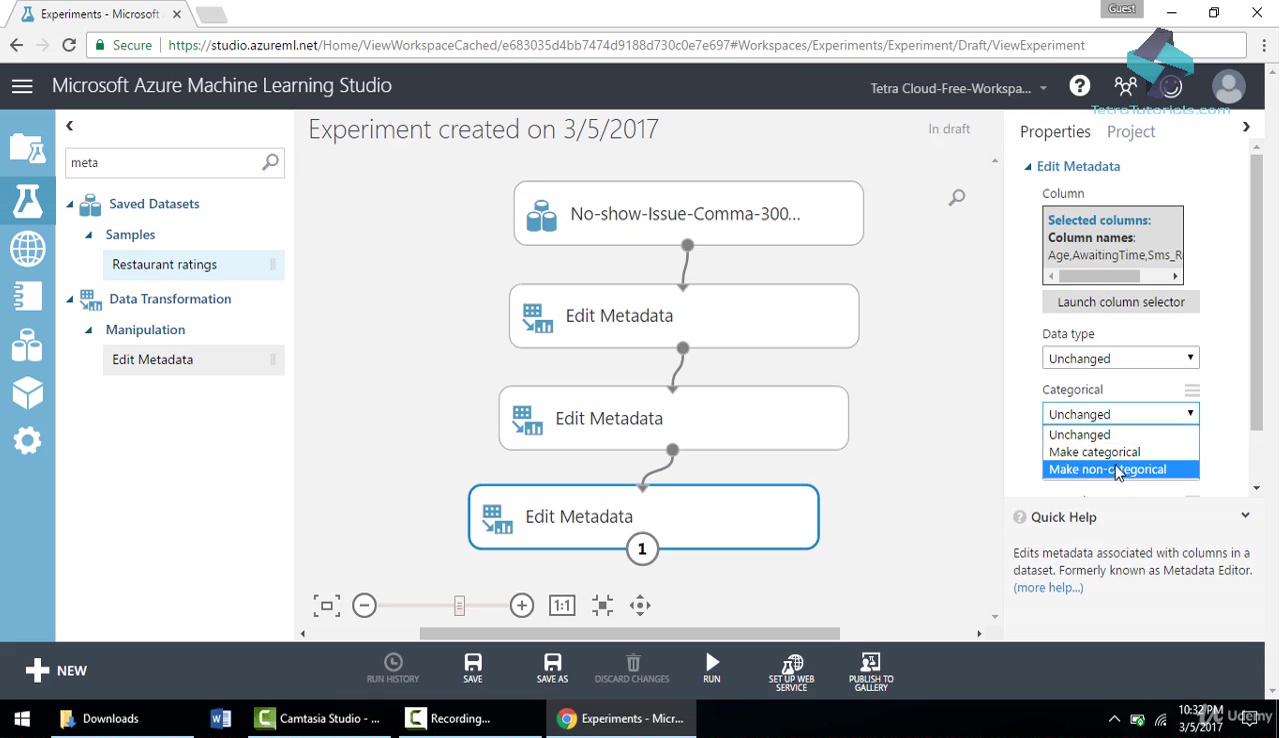 Experiments - Microsoft
Guest
Secure
https://studio.azureml.net/Home/ViewWorkspaceCached/e683035d4bb7474d9188d730c0e7e697#Workspaces/Experiments/Experiment/Draft/ViewExperiment
Microsoft Azure Machine Learning Studio
Tetra Cloud-Free-Workspa...
?
TetraTutorials.com
meta
Saved Datasets
Samples
Restaurant ratings
Data Transformation
Manipulation
Edit Metadata
Experiment created on 3/5/2017
In draft
No-show-Issue-Comma-300...
Edit Metadata
Edit Metadata
Edit Metadata
1
1:1
Properties
Project
Edit Metadata
Column
Selected columns:
Column names:
Age,AwaitingTime,Sms_R
Launch column selector
Data type
Unchanged
Categorical
Unchanged
Unchanged
Make categorical
Make non-categorical
? Quick Help
Edits metadata associated with columns in a
dataset. Formerly known as Metadata Editor.
(more help...)
NEW
RUN HISTORY
SAVE
SAVE AS
DISCARD CHANGES
RUN
SET UP WEB
SERVICE
PUBLISH TO
GALLERY
Downloads
Camtasia Studio - ...
Recording...
Experiments - Micr...
10:32 PM
3/5/2017
Udemy